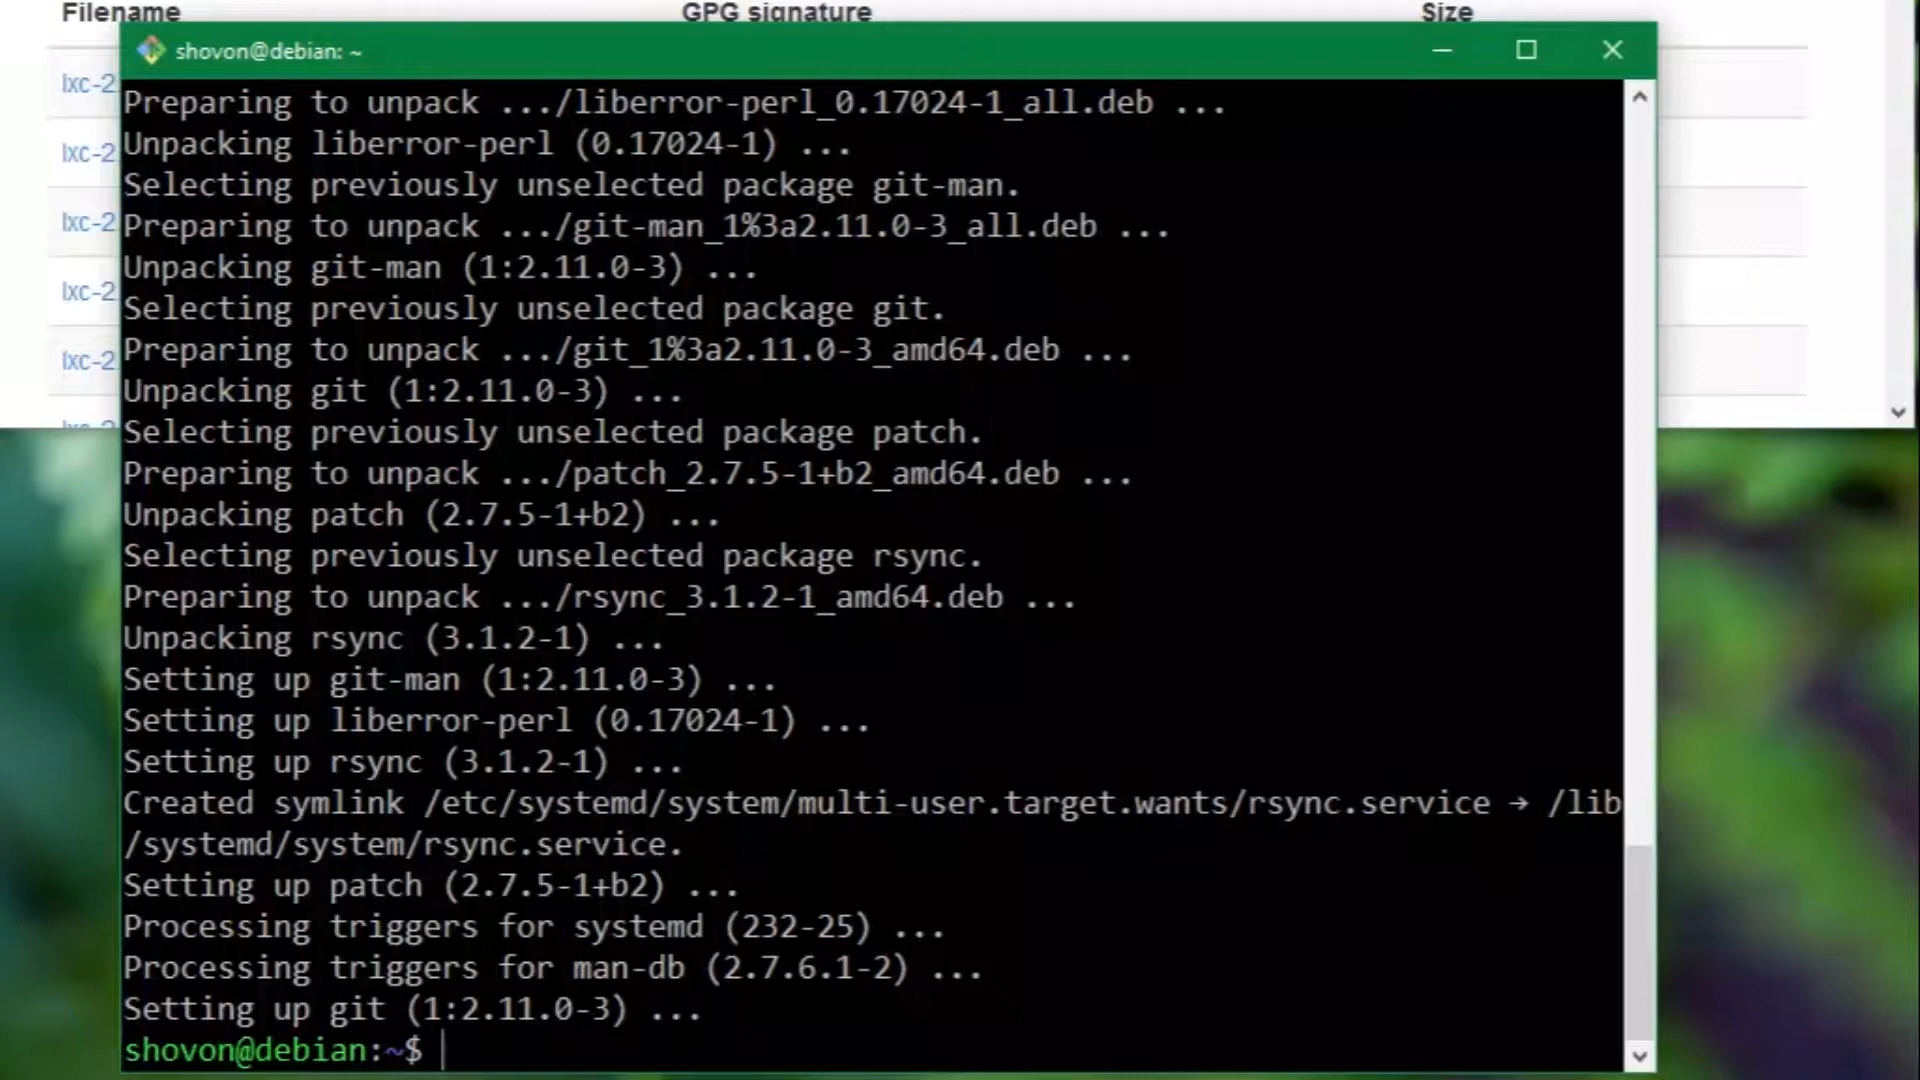 Filename GPG signature Size
shovon@debian: ~
lxc-2
lxc-2
lxc-2
lxc-2
lxc-2
Preparing to unpack .../liberror-perl_0.17024-1_all.deb ...
Unpacking liberror-perl (0.17024-1) ...
Selecting previously unselected package git-man.
Preparing to unpack .../git-man_1%3a2.11.0-3_all.deb ...
Unpacking git-man (1:2.11.0-3) ...
Selecting previously unselected package git.
Preparing to unpack .../git_1%3a2.11.0-3_amd64.deb ...
Unpacking git (1:2.11.0-3) ...
Selecting previously unselected package patch.
Preparing to unpack .../patch_2.7.5-1+b2_amd64.deb ...
Unpacking patch (2.7.5-1+b2) ...
Selecting previously unselected package rsync.
Preparing to unpack .../rsync_3.1.2-1_amd64.deb ...
Unpacking rsync (3.1.2-1) ...
Setting up git-man (1:2.11.0-3) ...
Setting up liberror-perl (0.17024-1) ...
Setting up rsync (3.1.2-1) ...
Created symlink /etc/systemd/system/multi-user.target.wants/rsync.service → /lib
/systemd/system/rsync.service.
Setting up patch (2.7.5-1+b2) ...
Processing triggers for systemd (232-25) ...
Processing triggers for man-db (2.7.6.1-2) ...
Setting up git (1:2.11.0-3) ...
shovon@debian:~$